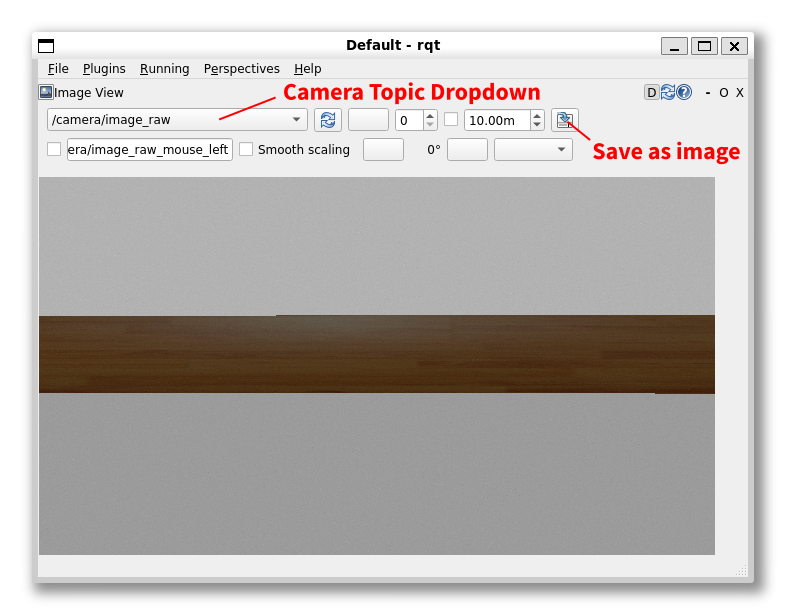 Default - rqt
File Plugins Running Perspectives Help
Image View
Camera Topic Dropdown
D - O X
/camera/image_raw 0 10.00m
era/image_raw_mouse_left Smooth scaling 0°
Save as image